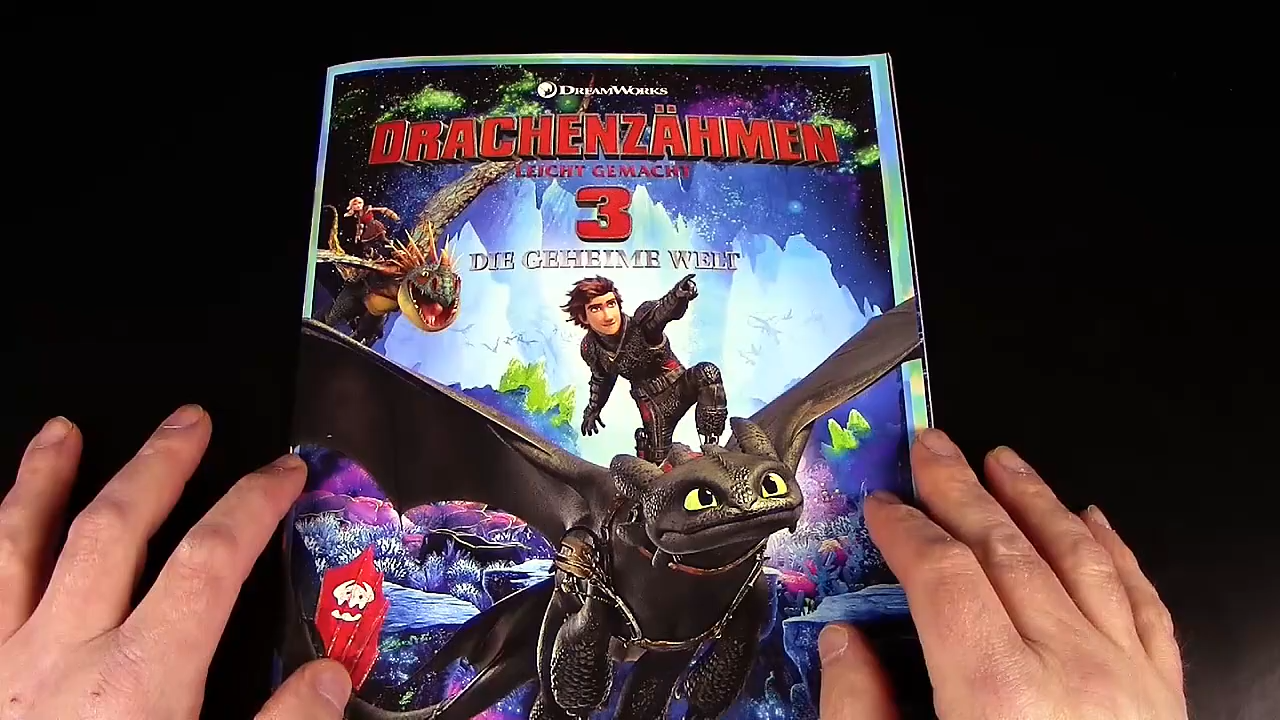 DREAMWORKS
DRACHENZÄHMEN
LEICHT GEMACHT
3
DIE GEHEIME WELT